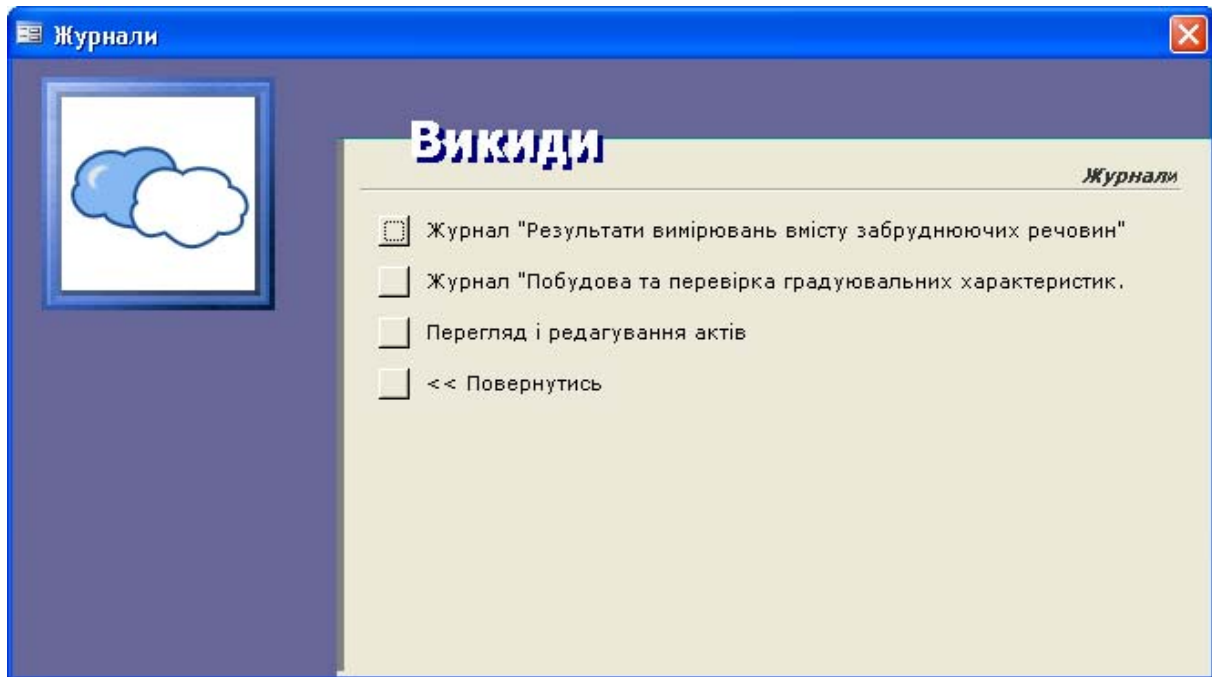 Журнали
Викиди
Журнали
Журнал "Результати вимірювань вмісту забруднюючих речовин"
Журнал "Побудова та перевірка градуювальних характеристик.
Перегляд і редагування актів
<< Повернутись